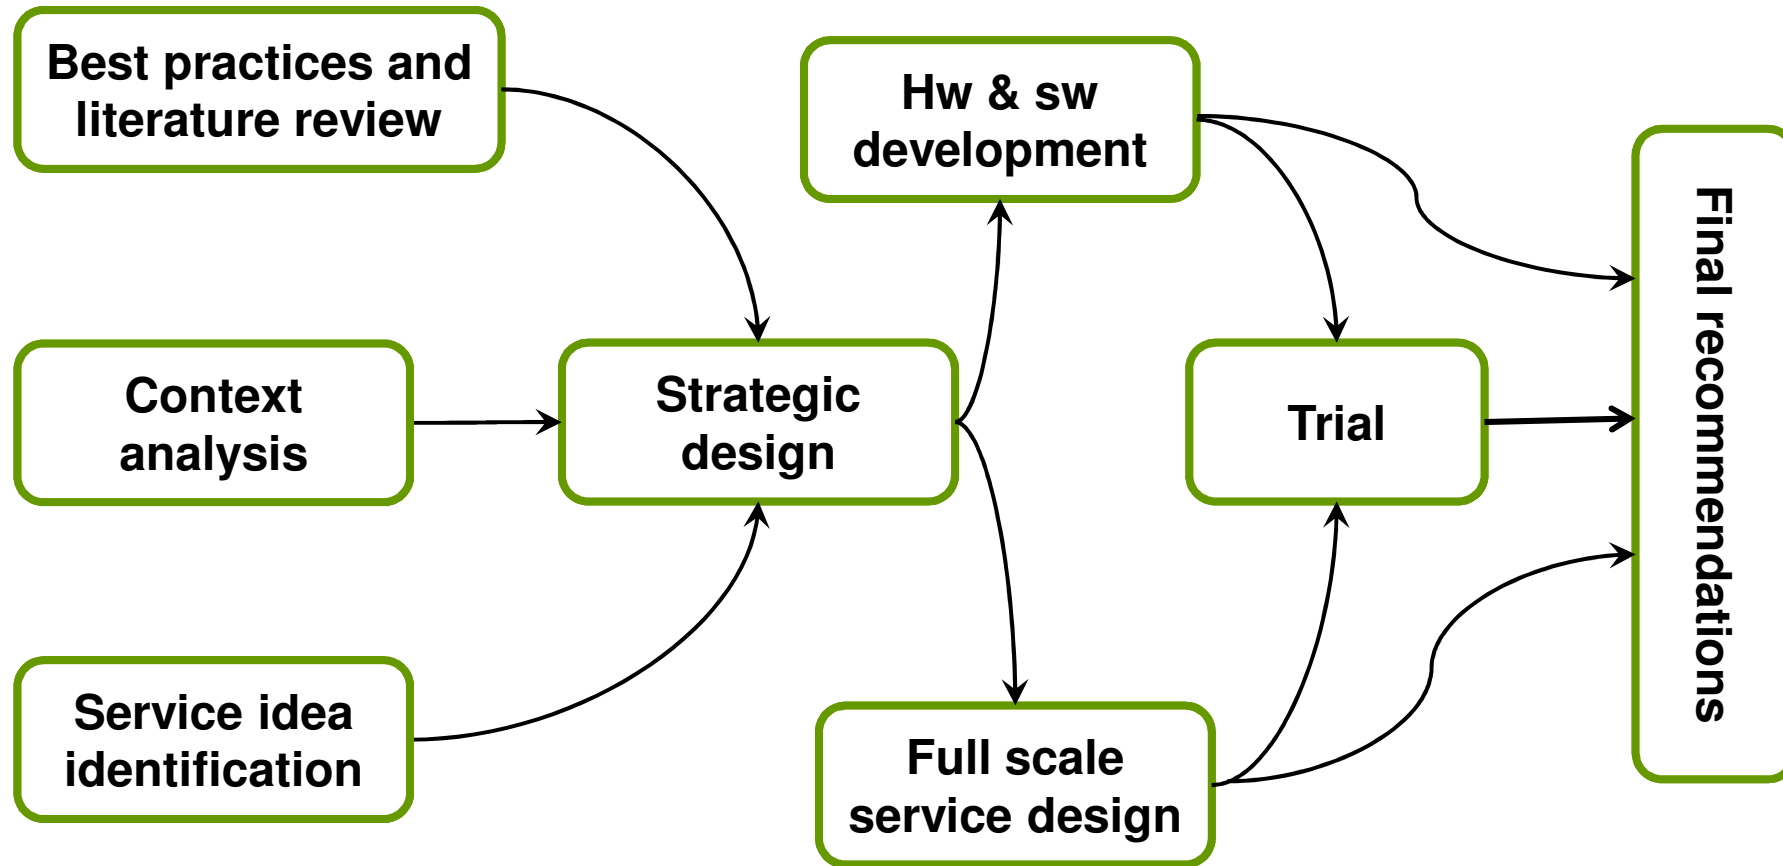 Best practices and
literature review
Hw & sw
development
Context
analysis
Strategic
design
Trial
Final recommendations
Service idea
identification
Full scale
service design